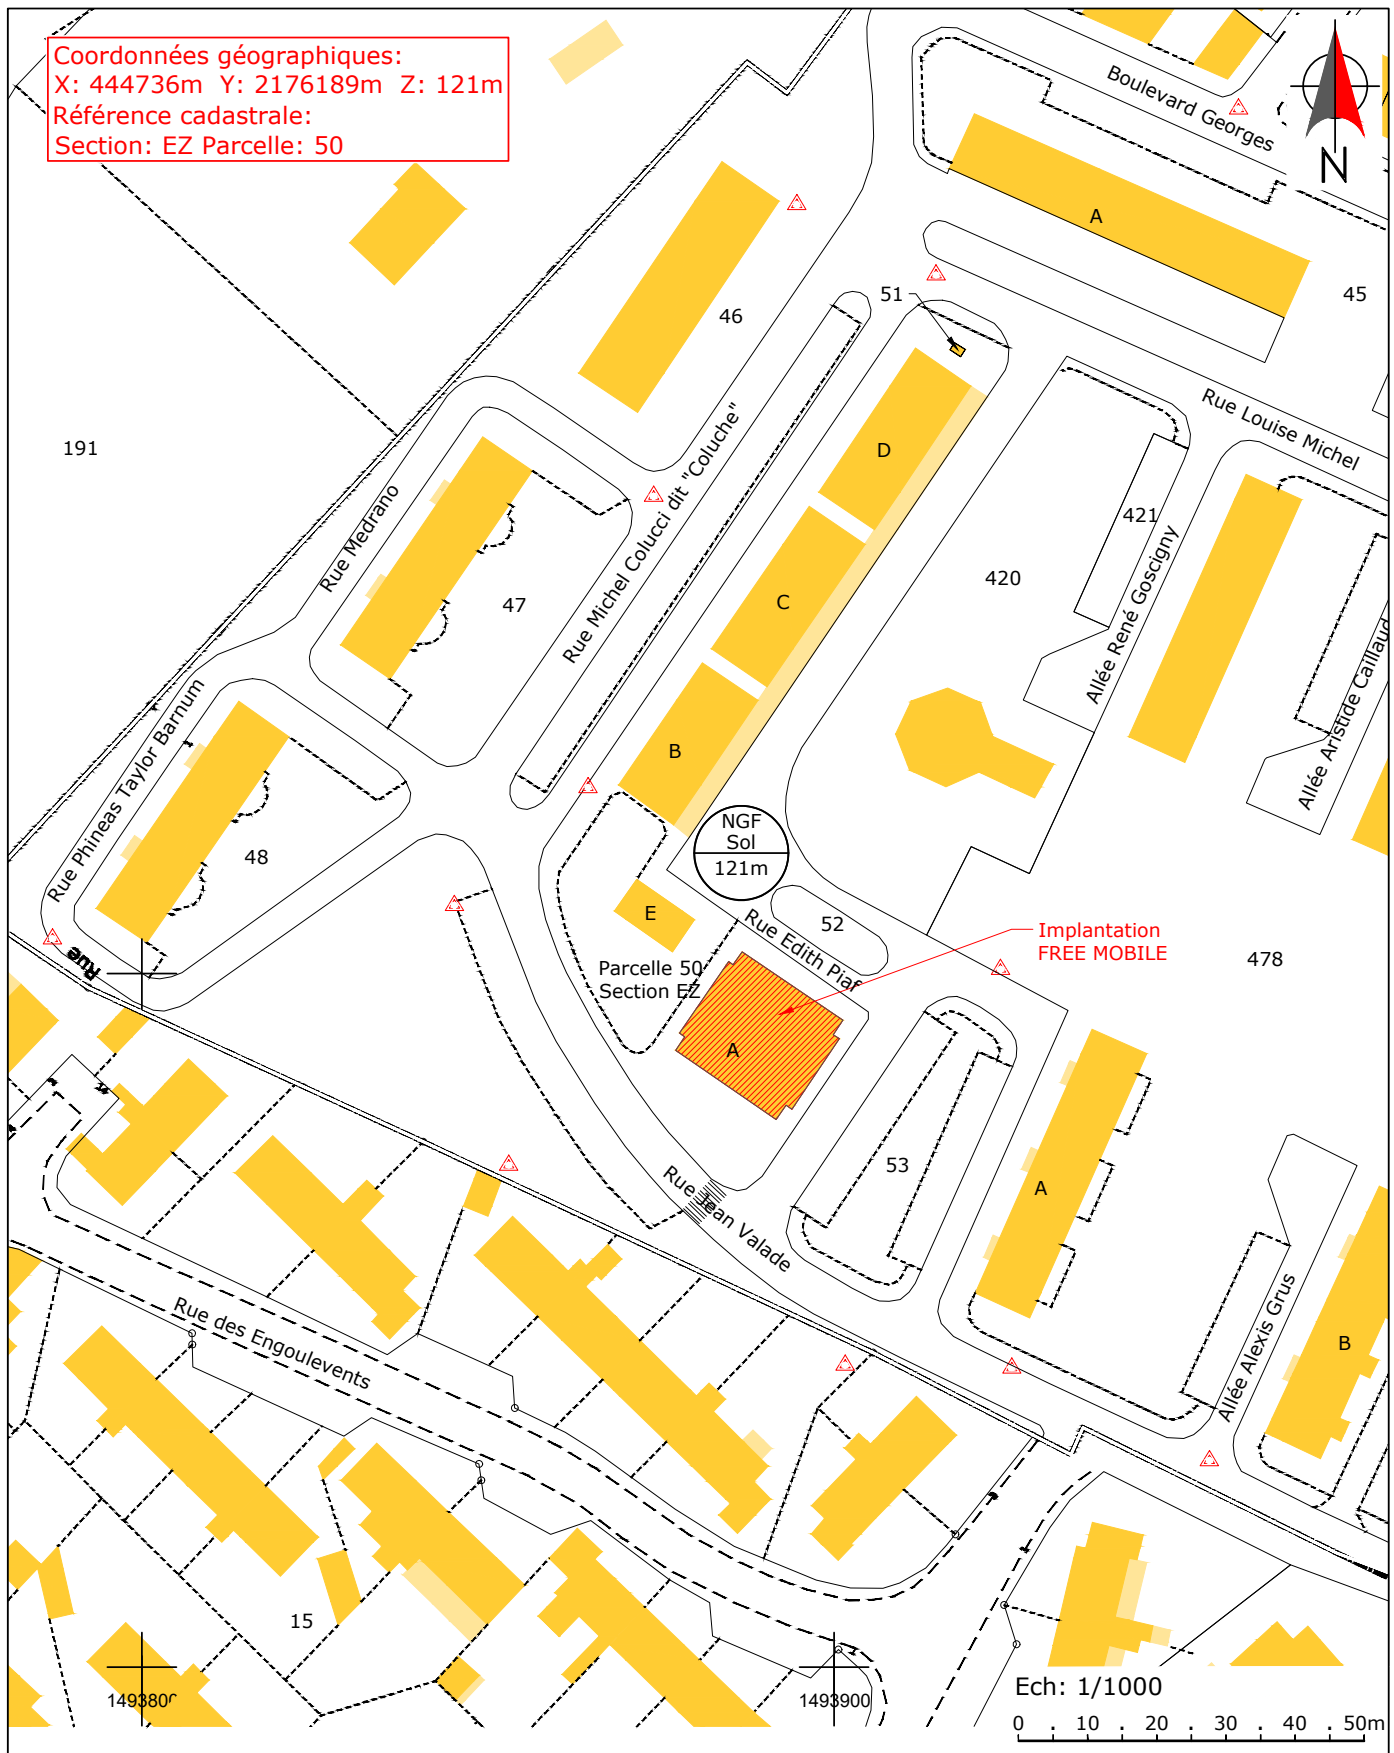 Coordonnées géographiques:
X: 444736m  Y: 2176189m  Z: 121m
Référence cadastrale:
Section: EZ Parcelle: 50
Boulevard Georges
N
A
45
51
46
Rue Louise Michel
191
D
Rue Medrano
Rue Michel Colucci dit "Coluche"
421
Allée René Goscigny
420
C
47
Allée Aristide Caillaud
Rue Phineas Taylor Barnum
B
NGF
Sol
121m
48
E
52
Rue Edith Piaf
Implantation
FREE MOBILE
478
Rue
Parcelle 50
Section EZ
A
53
A
Rue Jean Valade
Rue des Engoulevents
Allée Alexis Grus
B
15
Ech: 1/1000
1493800
1493900
0 10 20 30 40 50m